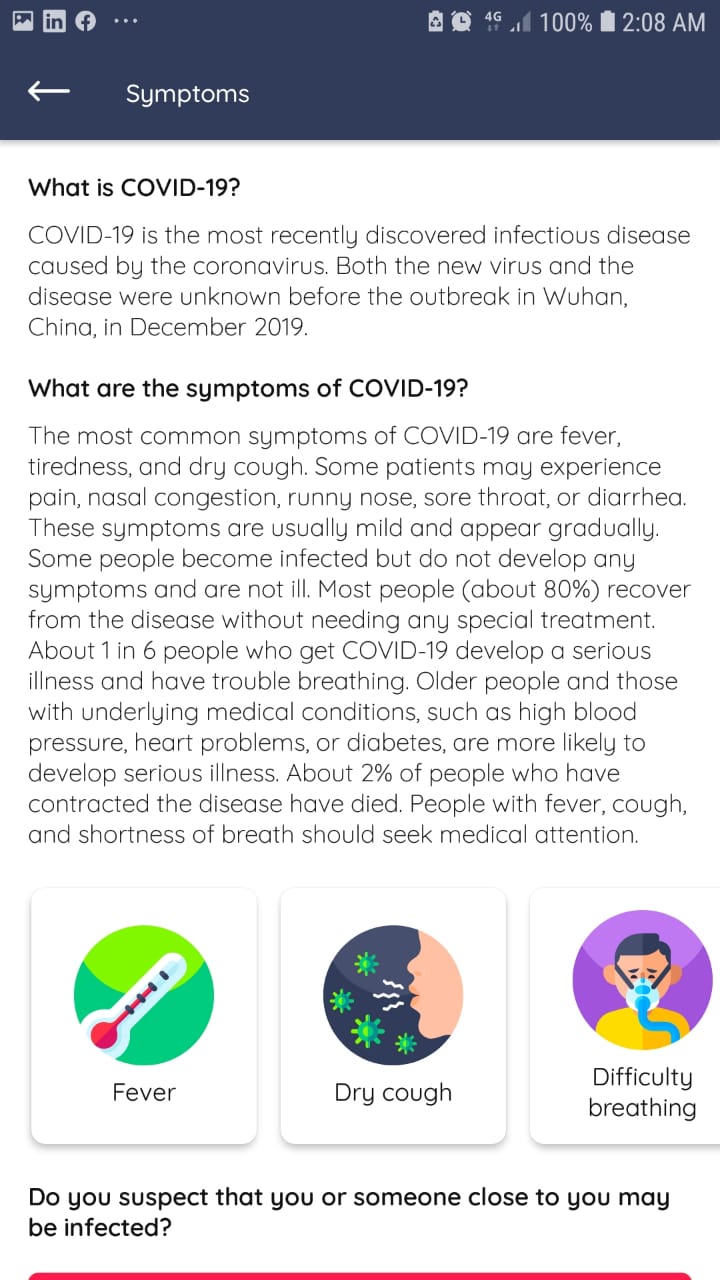 4G 100% 2:08 AM
Symptoms
What is COVID-19?
COVID-19 is the most recently discovered infectious disease
caused by the coronavirus. Both the new virus and the
disease were unknown before the outbreak in Wuhan,
China, in December 2019.
What are the symptoms of COVID-19?
The most common symptoms of COVID-19 are fever,
tiredness, and dry cough. Some patients may experience
pain, nasal congestion, runny nose, sore throat, or diarrhea.
These symptoms are usually mild and appear gradually.
Some people become infected but do not develop any
symptoms and are not ill. Most people (about 80%) recover
from the disease without needing any special treatment.
About 1 in 6 people who get COVID-19 develop a serious
illness and have trouble breathing. Older people and those
with underlying medical conditions, such as high blood
pressure, heart problems, or diabetes, are more likely to
develop serious illness. About 2% of people who have
contracted the disease have died. People with fever, cough,
and shortness of breath should seek medical attention.
Fever
Dry cough
Difficulty
breathing
Do you suspect that you or someone close to you may
be infected?